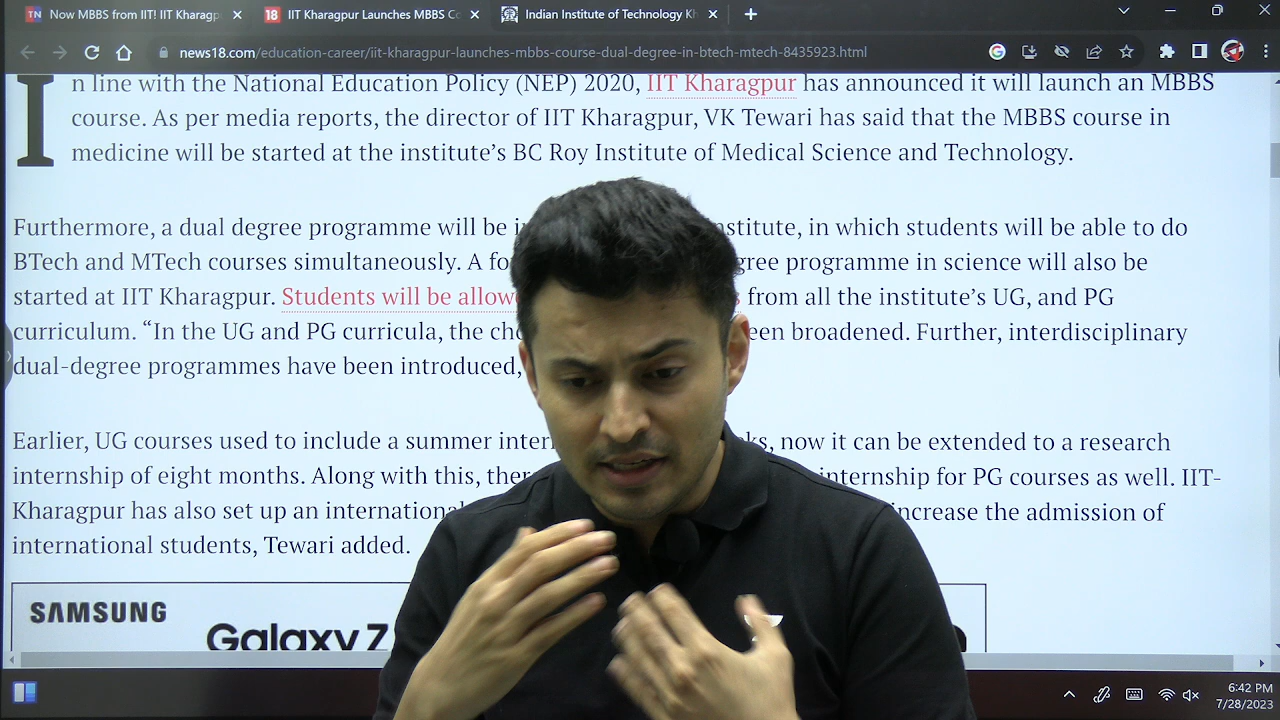 Now MBBS from IIT! IIT Kharagp
IIT Kharagpur Launches MBBS Co
Indian Institute of Technology Kh
news18.com/education-career/iit-kharagpur-launches-mbbs-course-dual-degree-in-btech-mtech-8435923.html
In line with the National Education Policy (NEP) 2020, IIT Kharagpur has announced it will launch an MBBS
course. As per media reports, the director of IIT Kharagpur, VK Tewari has said that the MBBS course in
medicine will be started at the institute's BC Roy Institute of Medical Science and Technology.
Furthermore, a dual degree programme will be in nstitute, in which students will be able to do
BTech and MTech courses simultaneously. A fo gree programme in science will also be
started at IIT Kharagpur. Students will be allowe s from all the institute's UG, and PG
curriculum. “In the UG and PG curricula, the cho een broadened. Further, interdisciplinary
dual-degree programmes have been introduced,
Earlier, UG courses used to include a summer inter ks, now it can be extended to a research
internship of eight months. Along with this, ther internship for PG courses as well. IIT-
Kharagpur has also set up an international increase the admission of
international students, Tewari added.
SAMSUNG
Galaxy Z
6:42 PM
7/28/2023